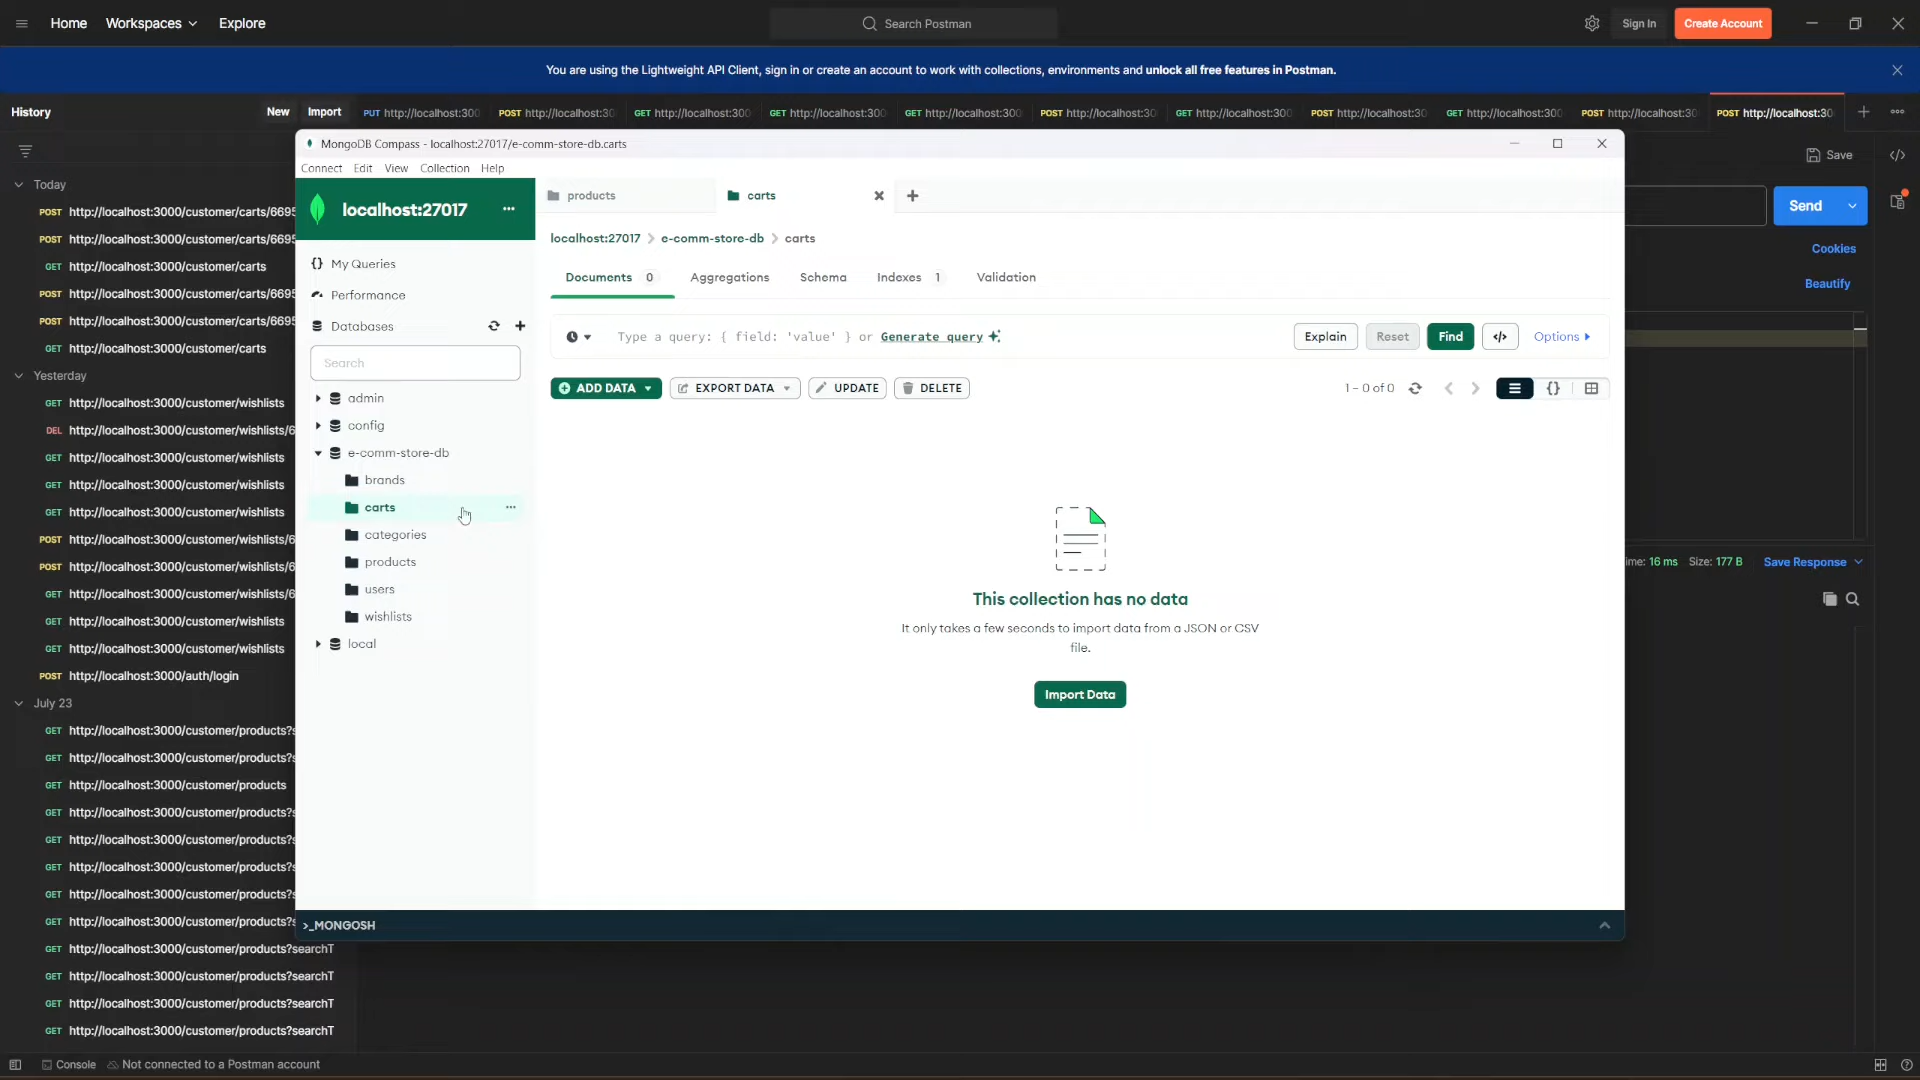 Home Workspaces Explore Search Postman Sign In Create Account
You are using the Lightweight API Client, sign in or create an account to work with collections, environments and unlock all free features in Postman.
History New Import PUT http://localhost:300 POST http://localhost:30 GET http://localhost:300 GET http://localhost:300 GET http://localhost:300 POST http://localhost:30 GET http://localhost:300 POST http://localhost:30 GET http://localhost:300 POST http://localhost:30 POST http://localhost:30
MongoDB Compass - localhost:27017/e-comm-store-db.carts
Save
Connect Edit View Collection Help
Today
localhost:27017 ...
products carts
Send
POST http://localhost:3000/customer/carts/6695
POST http://localhost:3000/customer/carts/6695
localhost:27017 > e-comm-store-db > carts
Cookies
GET http://localhost:3000/customer/carts
{} My Queries
Documents 0 Aggregations Schema Indexes 1 Validation
Beautify
POST http://localhost:3000/customer/carts/6695
Performance
POST http://localhost:3000/customer/carts/6695
Databases
Type a query: { field: 'value' } or Generate query
Explain Reset Find </> Options
GET http://localhost:3000/customer/carts
Search
Yesterday
ADD DATA EXPORT DATA UPDATE DELETE 1 – 0 of 0 {}
GET http://localhost:3000/customer/wishlists
admin
DEL http://localhost:3000/customer/wishlists/6
config
GET http://localhost:3000/customer/wishlists
e-comm-store-db
GET http://localhost:3000/customer/wishlists
brands
GET http://localhost:3000/customer/wishlists
carts ...
POST http://localhost:3000/customer/wishlists/6
categories
POST http://localhost:3000/customer/wishlists/6
products
ime: 16 ms Size: 177 B Save Response
GET http://localhost:3000/customer/wishlists/6
users
This collection has no data
GET http://localhost:3000/customer/wishlists
wishlists
It only takes a few seconds to import data from a JSON or CSV
file.
GET http://localhost:3000/customer/wishlists
local
POST http://localhost:3000/auth/login
Import Data
July 23
GET http://localhost:3000/customer/products?s
GET http://localhost:3000/customer/products?s
GET http://localhost:3000/customer/products
GET http://localhost:3000/customer/products?s
GET http://localhost:3000/customer/products?s
GET http://localhost:3000/customer/products?s
GET http://localhost:3000/customer/products?s
GET http://localhost:3000/customer/products?s
>_MONGOSH
GET http://localhost:3000/customer/products?searchT
GET http://localhost:3000/customer/products?searchT
GET http://localhost:3000/customer/products?searchT
GET http://localhost:3000/customer/products?searchT
Console Not connected to a Postman account